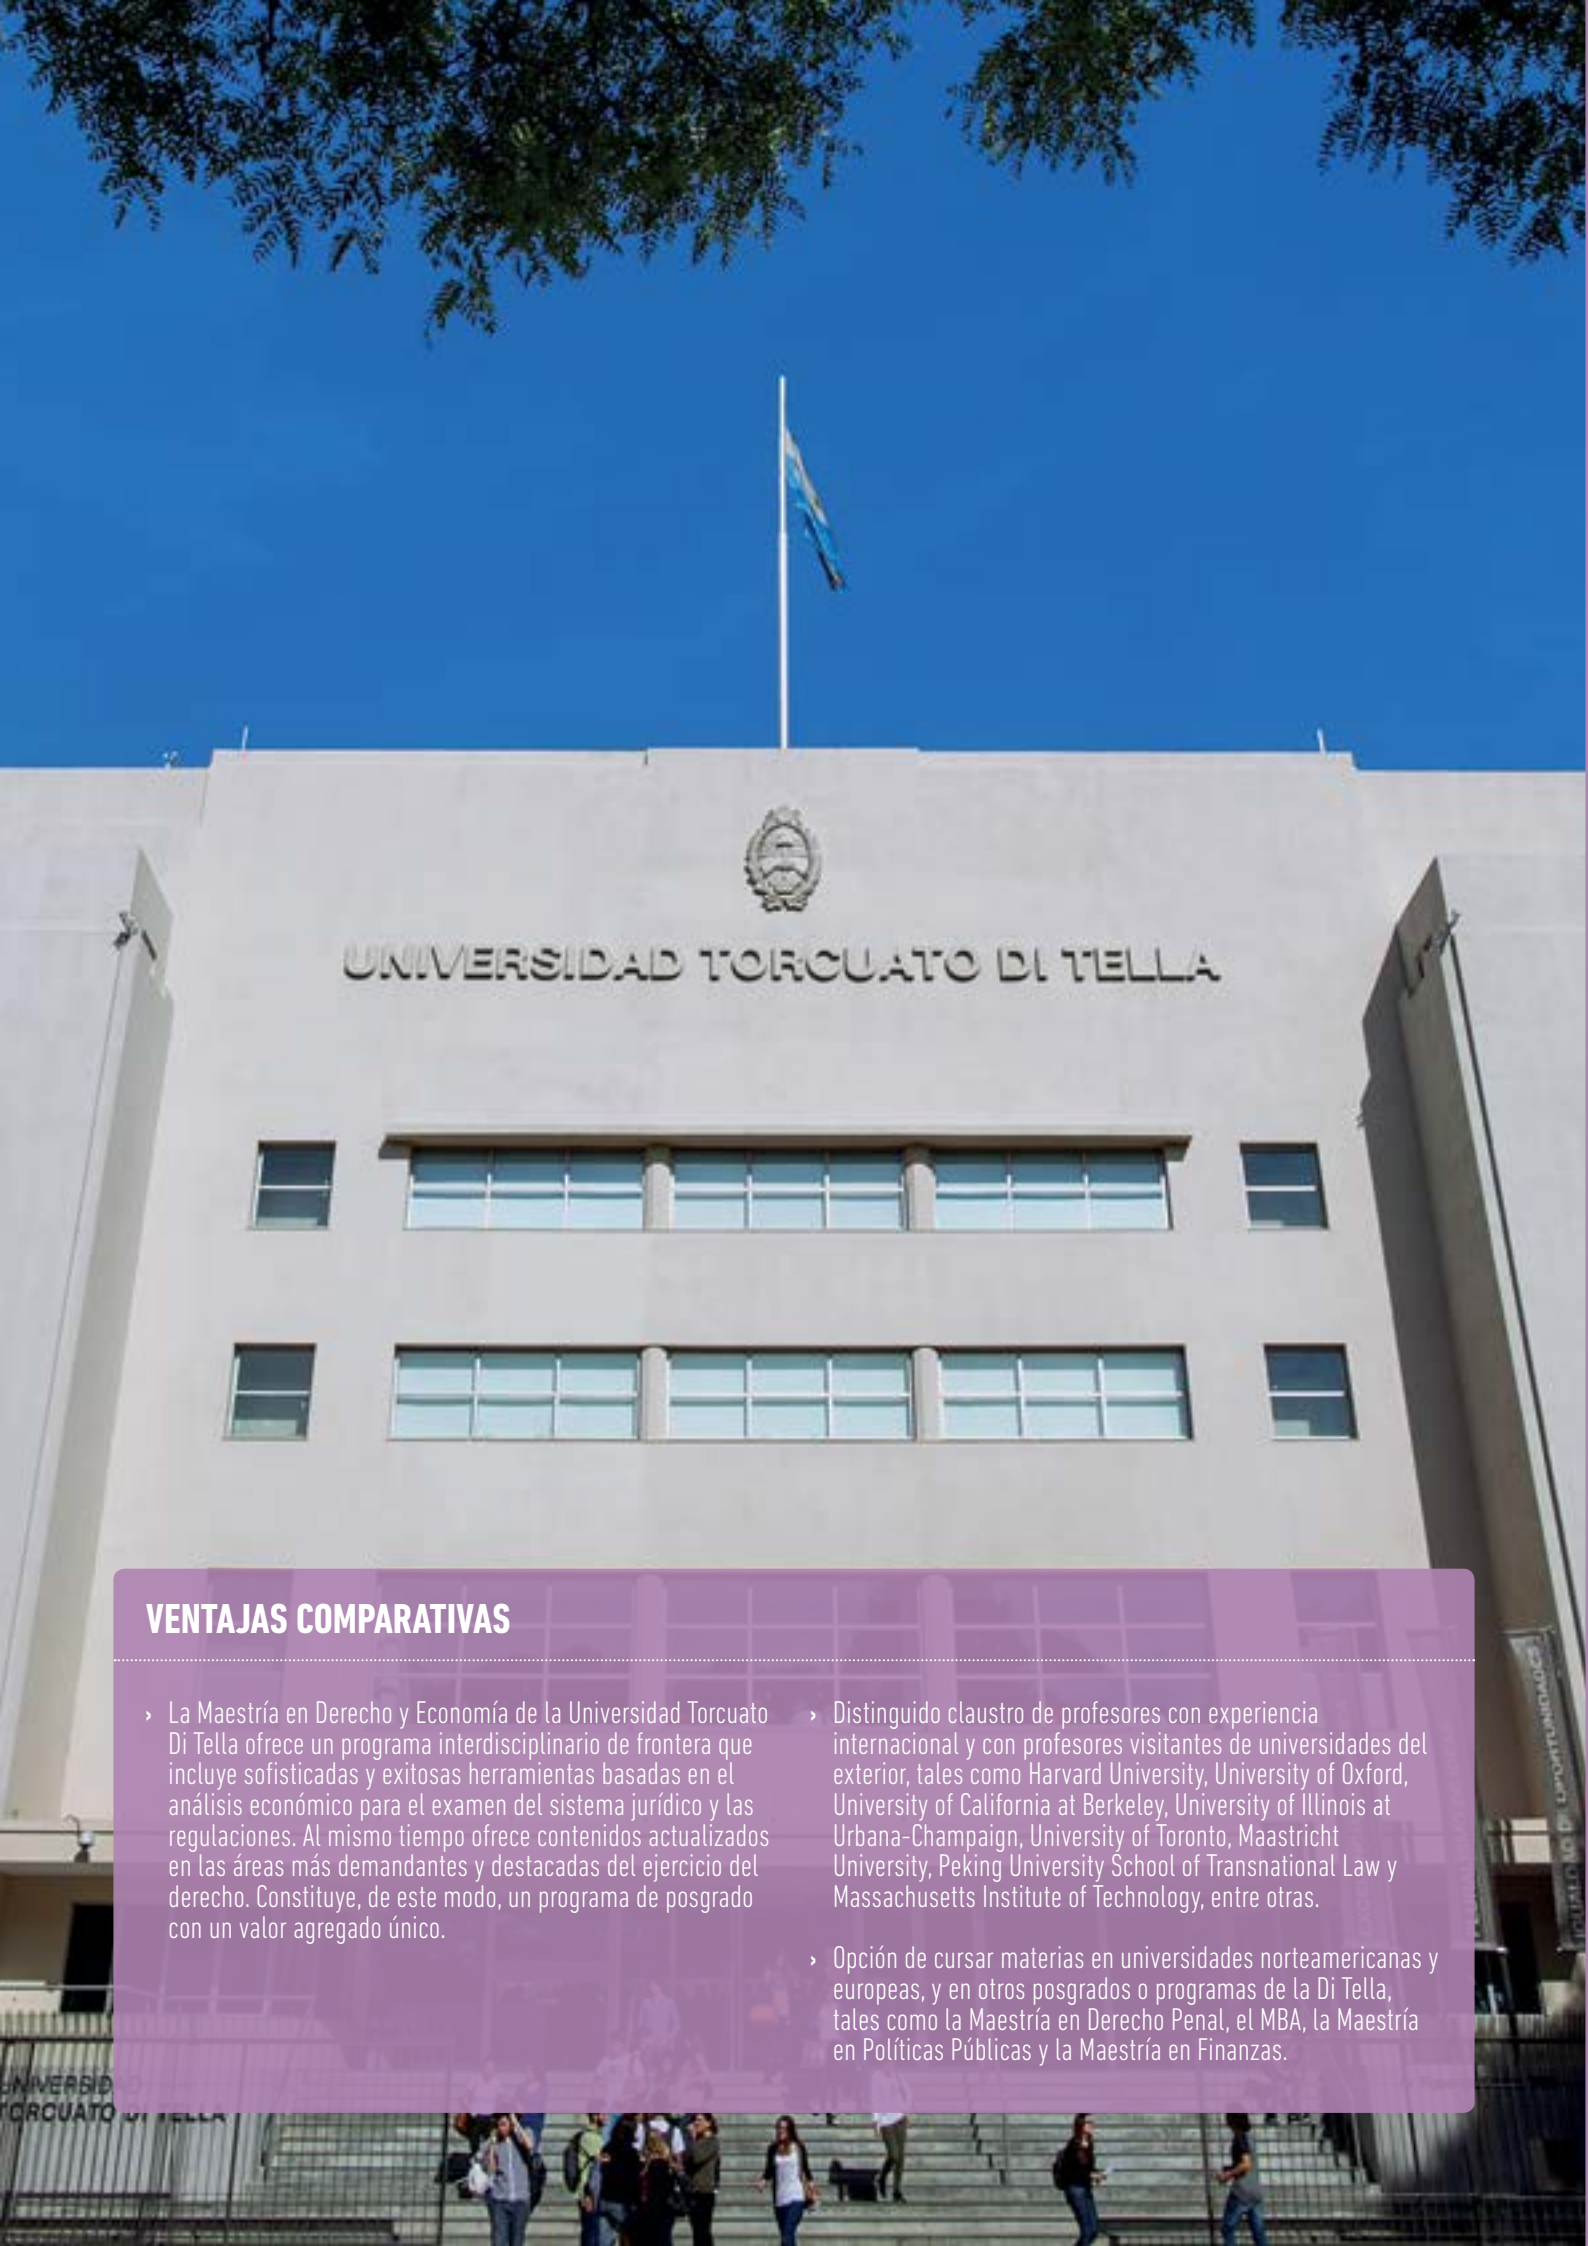 UNIVERSIDAD TORCUATO DI TELLA
VENTAJAS COMPARATIVAS
› La Maestría en Derecho y Economía de la Universidad Torcuato
Di Tella ofrece un programa interdisciplinario de frontera que
incluye sofisticadas y exitosas herramientas basadas en el
análisis económico para el examen del sistema jurídico y las
regulaciones. Al mismo tiempo ofrece contenidos actualizados
en las áreas más demandantes y destacadas del ejercicio del
derecho. Constituye, de este modo, un programa de posgrado
con un valor agregado único.
› Distinguido claustro de profesores con experiencia
internacional y con profesores visitantes de universidades del
exterior, tales como Harvard University, University of Oxford,
University of California at Berkeley, University of Illinois at
Urbana-Champaign, University of Toronto, Maastricht
University, Peking University School of Transnational Law y
Massachusetts Institute of Technology, entre otras.
› Opción de cursar materias en universidades norteamericanas y
europeas, y en otros posgrados o programas de la Di Tella,
tales como la Maestría en Derecho Penal, el MBA, la Maestría
en Políticas Públicas y la Maestría en Finanzas.
UNIVERSIDAD
TORCUATO DI TELLA
IGUALDAD DE OPORTUNIDADES